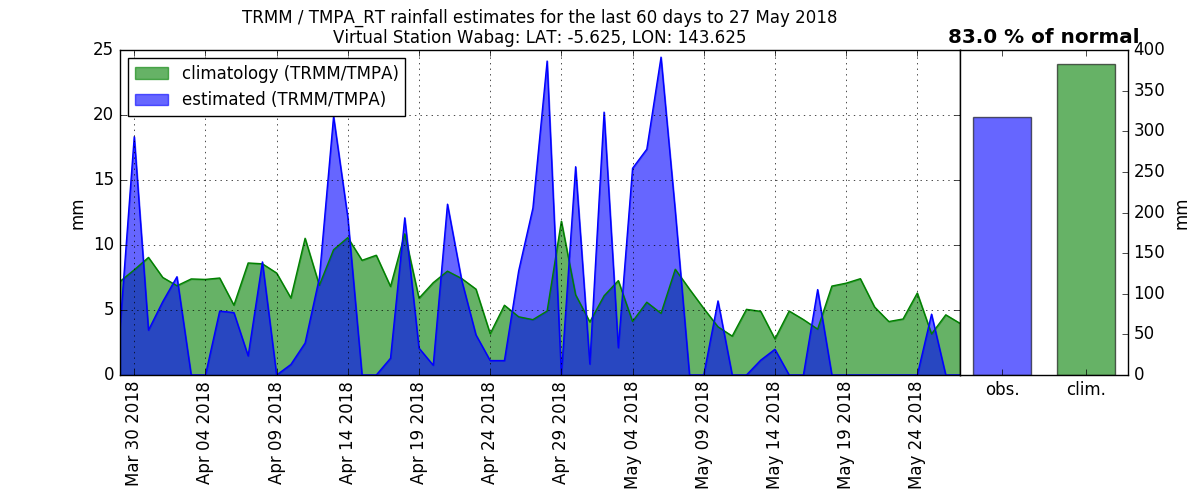 TRMM / TMPA_RT rainfall estimates for the last 60 days to 27 May 2018
Virtual Station Wabag: LAT: -5.625, LON: 143.625
83.0 % of normal
climatology (TRMM/TMPA)
estimated (TRMM/TMPA)
25
20
15
10
5
0
mm
Mar 30 2018
Apr 04 2018
Apr 09 2018
Apr 14 2018
Apr 19 2018
Apr 24 2018
Apr 29 2018
May 04 2018
May 09 2018
May 14 2018
May 19 2018
May 24 2018
obs.
clim.
400
350
300
250
200
150
100
50
0
mm